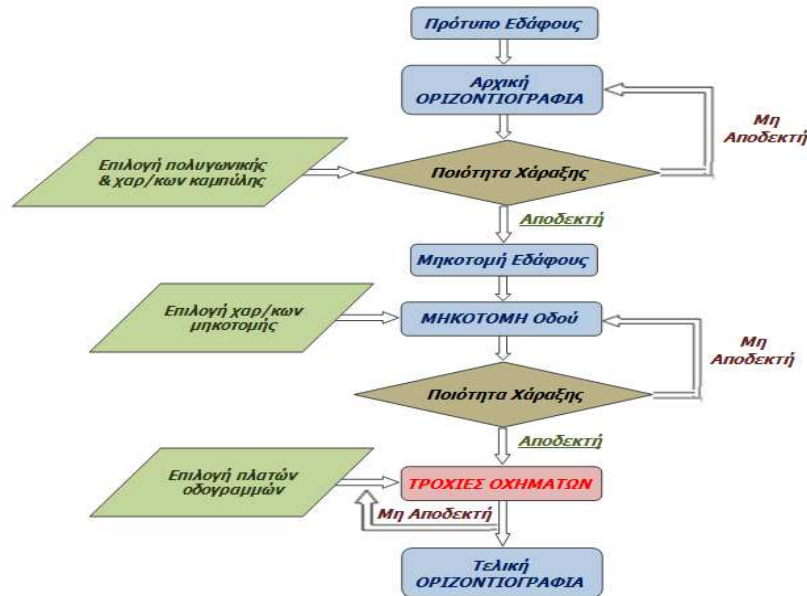 Πρότυπο Εδάφους
Αρχική
ΟΡΙΖΟΝΤΙΟΓΡΑΦΙΑ
Μη
Αποδεκτή
Επιλογή πολυγωνικής
& χαρ/κων καμπύλης
Ποιότητα Χάραξης
Αποδεκτή
Μηκοτομή Εδάφους
Επιλογή χαρ/κων
μηκοτομής
ΜΗΚΟΤΟΜΗ Οδού
Μη
Αποδεκτή
Ποιότητα Χάραξης
Αποδεκτή
Επιλογή πλατών
οδογραμμών
ΤΡΟΧΙΕΣ ΟΧΗΜΑΤΩΝ
Μη Αποδεκτή
Τελική
ΟΡΙΖΟΝΤΙΟΓΡΑΦΙΑ